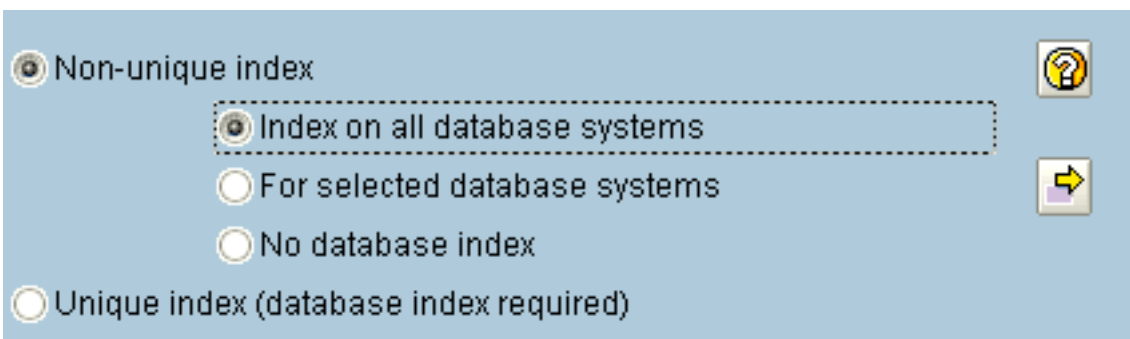 Non-unique index
Index on all database systems
For selected database systems
No database index
Unique index (database index required)